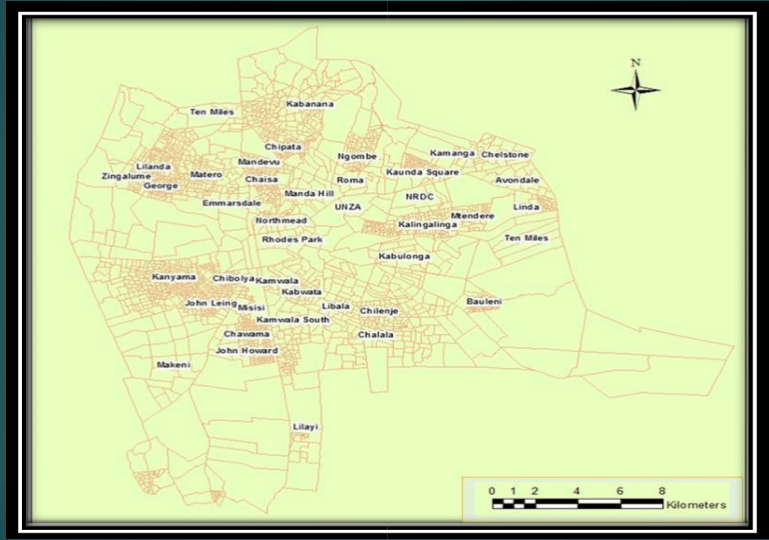 N
Kabanana
Ten Miles
Chipata
Ngombe
Kamanga
Chelstone
Mandevu
Lilanda
Kaunda Square
Matero
Zingalume
Chaisa
Roma
Avondale
George
Manda Hill
NRDC
Emmarsdale
UNZA
Linda
Northmead
Mtendere
Kalingalinga
Rhodes Park
Ten Miles
Kabulonga
Kanyama
Chibolya
Kamwala
Kabwata
John Leing
Misisi
Libala
Chilenje
Bauleni
Kamwala South
Chawama
Chalala
John Howard
Makeni
Lilayi
0 1 2 4 6 8
Kilometers